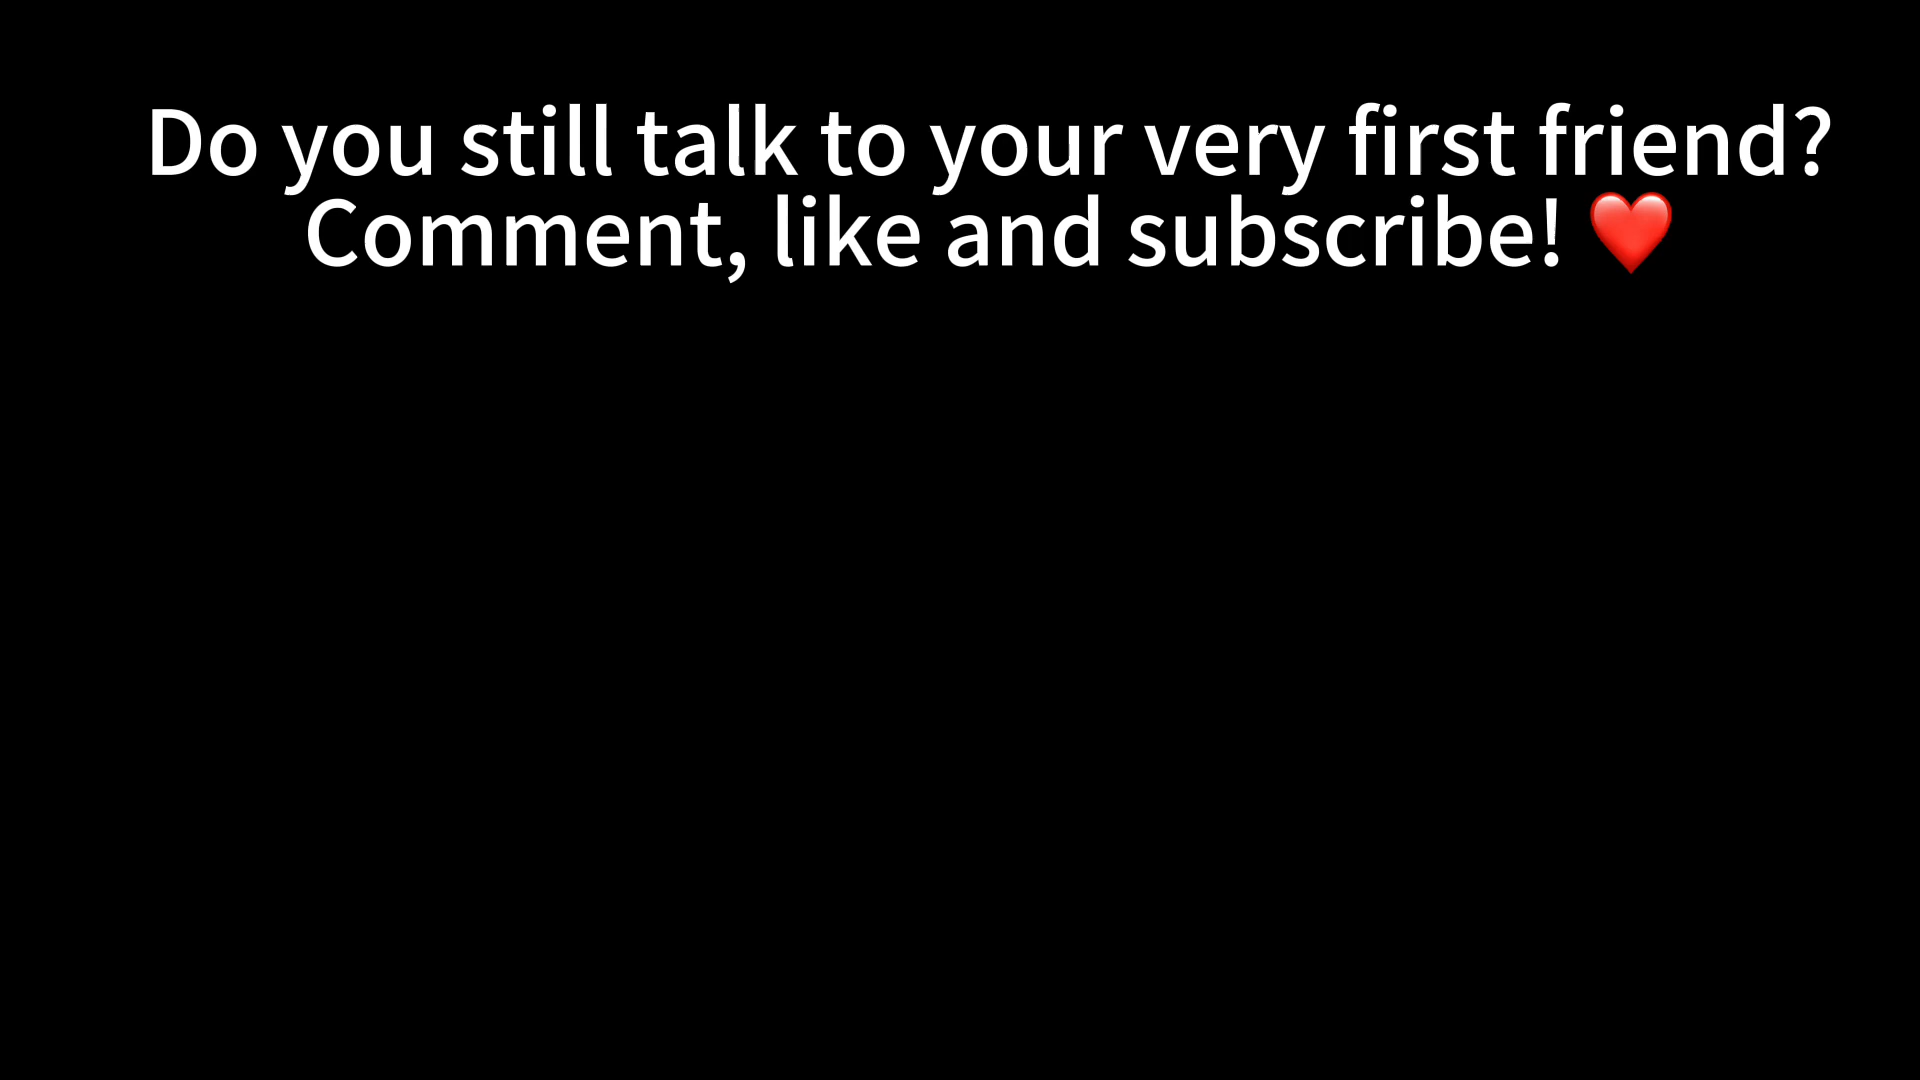 Do you still talk to your very first friend?
Comment, like and subscribe! ❤️